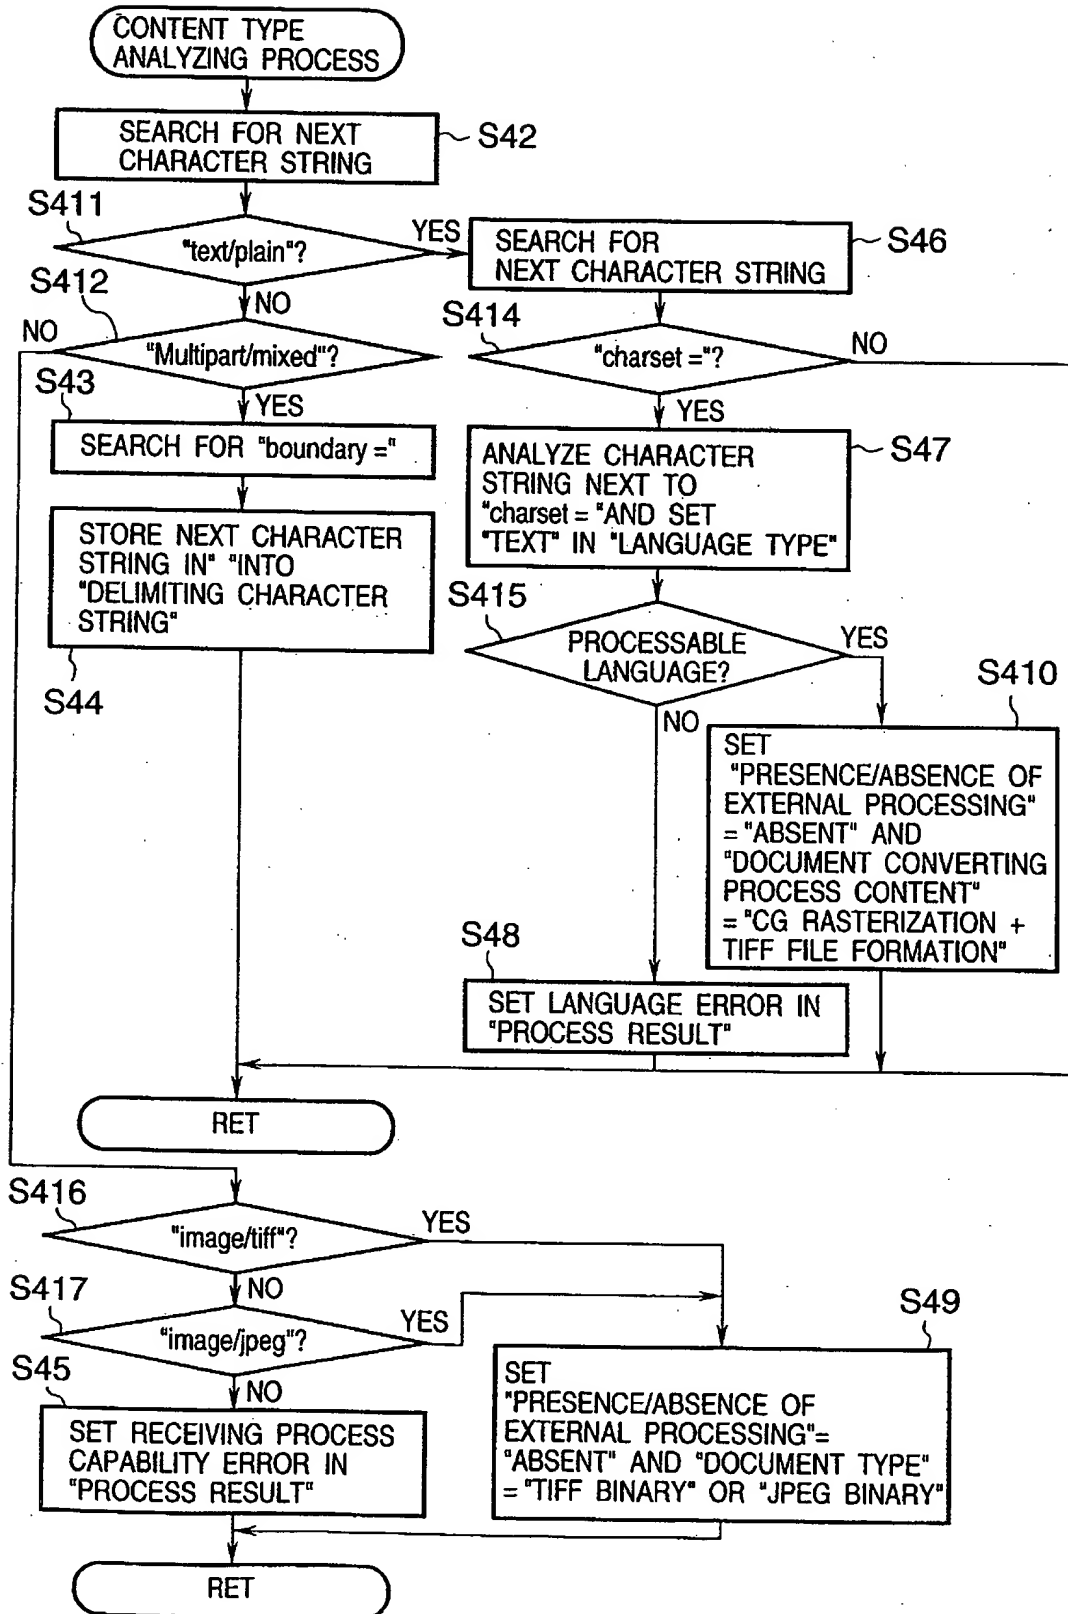 CONTENT TYPE
ANALYZING PROCESS
SEARCH FOR NEXT
CHARACTER STRING
S42
S411
"text/plain"?
YES
SEARCH FOR
NEXT CHARACTER STRING
S46
NO
S412
NO
"Multipart/mixed"?
S414
"charset ="?
NO
S43
YES
SEARCH FOR "boundary ="
YES
ANALYZE CHARACTER
STRING NEXT TO
"charset = "AND SET
"TEXT" IN "LANGUAGE TYPE"
S47
STORE NEXT CHARACTER
STRING IN" "INTO
"DELIMITING CHARACTER
STRING"
S44
S415
PROCESSABLE
LANGUAGE?
YES
NO
S410
SET
"PRESENCE/ABSENCE OF
EXTERNAL PROCESSING"
= "ABSENT" AND
"DOCUMENT CONVERTING
PROCESS CONTENT"
= "CG RASTERIZATION +
TIFF FILE FORMATION"
S48
SET LANGUAGE ERROR IN
"PROCESS RESULT"
RET
S416
"image/tiff"?
YES
NO
S417
"image/jpeg"?
YES
NO
S45
SET RECEIVING PROCESS
CAPABILITY ERROR IN
"PROCESS RESULT"
S49
SET
"PRESENCE/ABSENCE OF
EXTERNAL PROCESSING"=
"ABSENT" AND "DOCUMENT TYPE"
= "TIFF BINARY" OR "JPEG BINARY"
RET